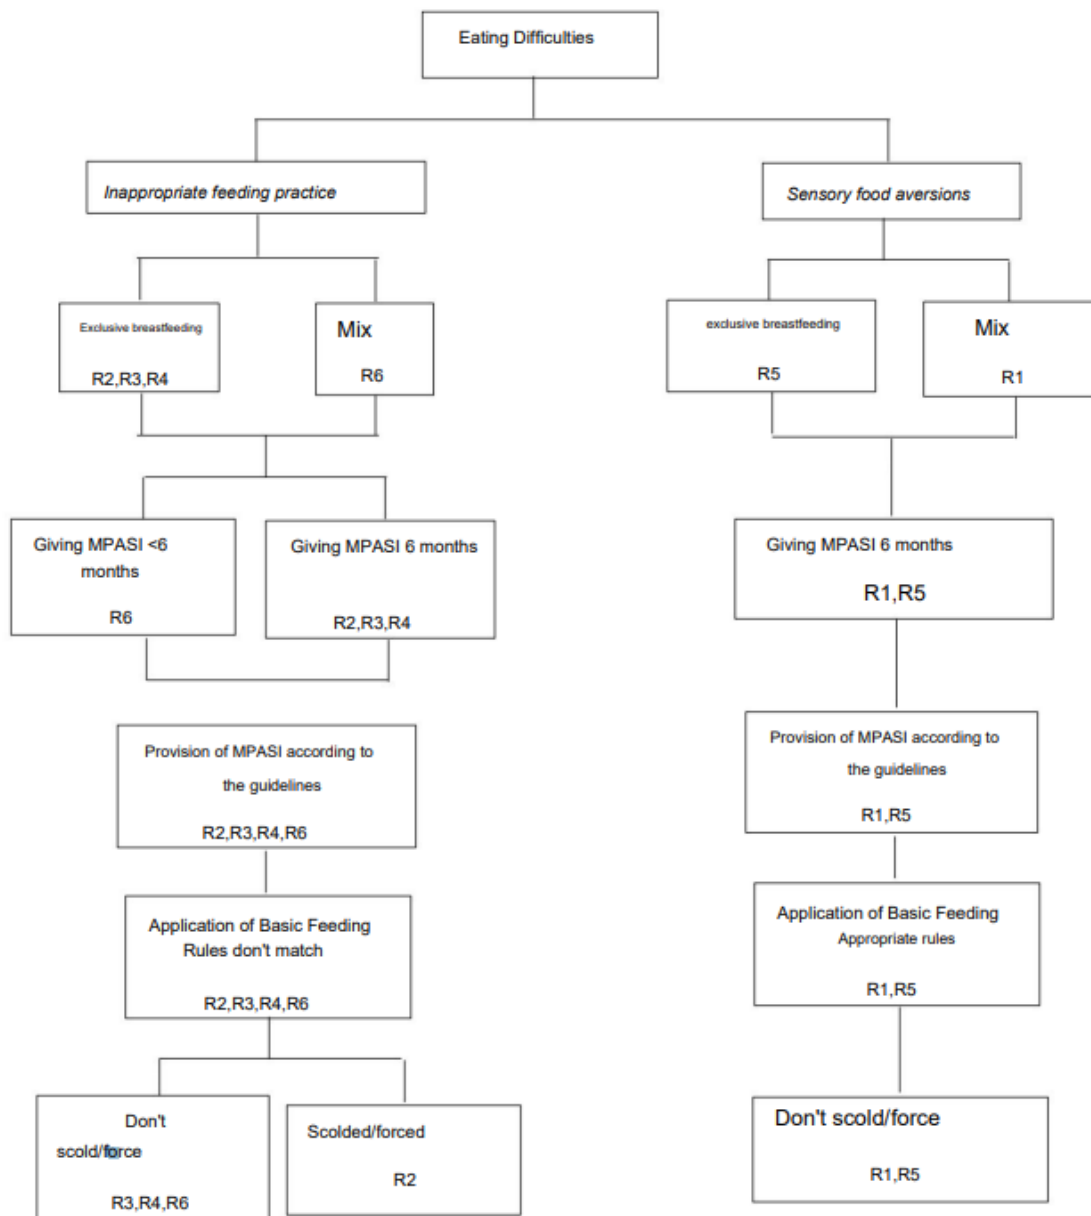 Eating Difficulties
Inappropriate feeding practice
Sensory food aversions
Exclusive breastfeeding
R2,R3,R4
Mix
R6
exclusive breastfeeding
R5
Mix
R1
Giving MPASI <6
months
R6
Giving MPASI 6 months
R2,R3,R4
Giving MPASI 6 months
R1,R5
Provision of MPASI according to
the guidelines
R2,R3,R4,R6
Provision of MPASI according to
the guidelines
R1,R5
Application of Basic Feeding
Rules don't match
R2,R3,R4,R6
Application of Basic Feeding
Appropriate rules
R1,R5
Don't
scold/force
R3,R4,R6
Scolded/forced
R2
Don't scold/force
R1,R5